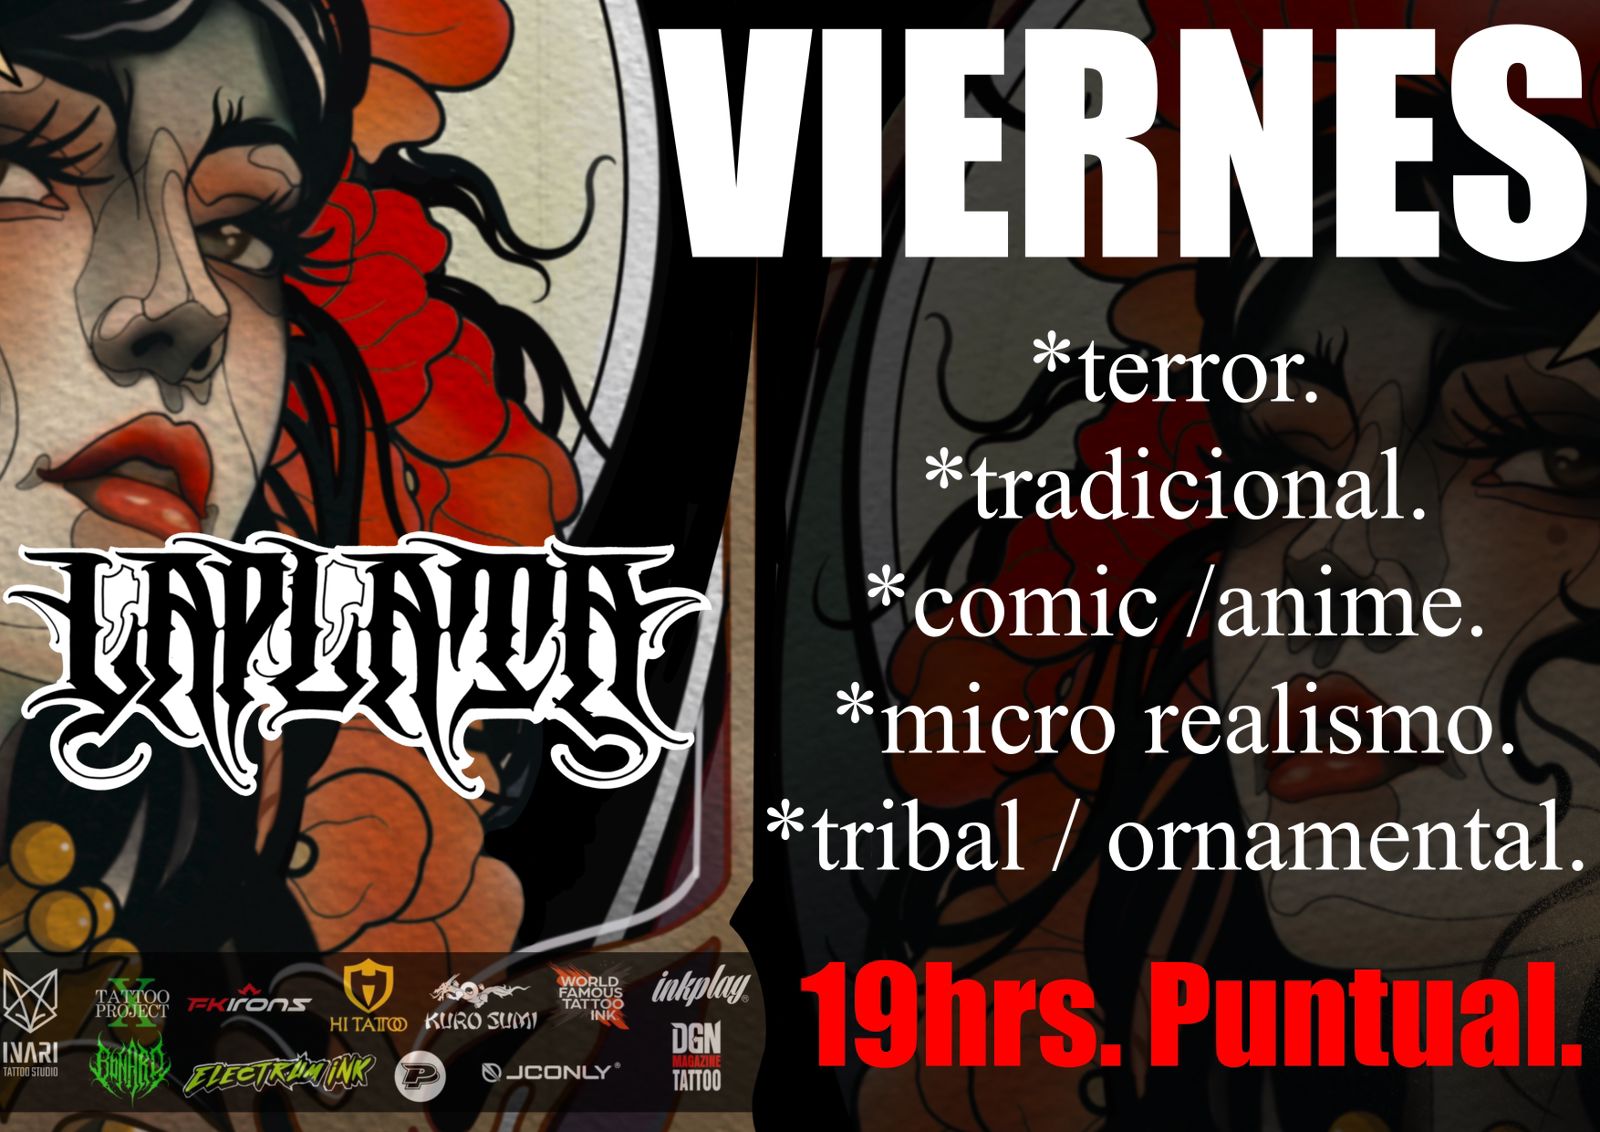 VIERNES
*terror.
*tradicional.
*comic /anime.
*micro realismo.
*tribal / ornamental.
19hrs. Puntual.
LAPLATA
INARI
TATTOO STUDIO
TATTOO
PROJECT
X
FKIRONS
HI TATTOO
KURO SUMI
WORLD
FAMOUS
TATTOO
INK
inkplay®
ELECTRUM INK
P
JCONLY®
DGN
MAGAZINE
TATTOO